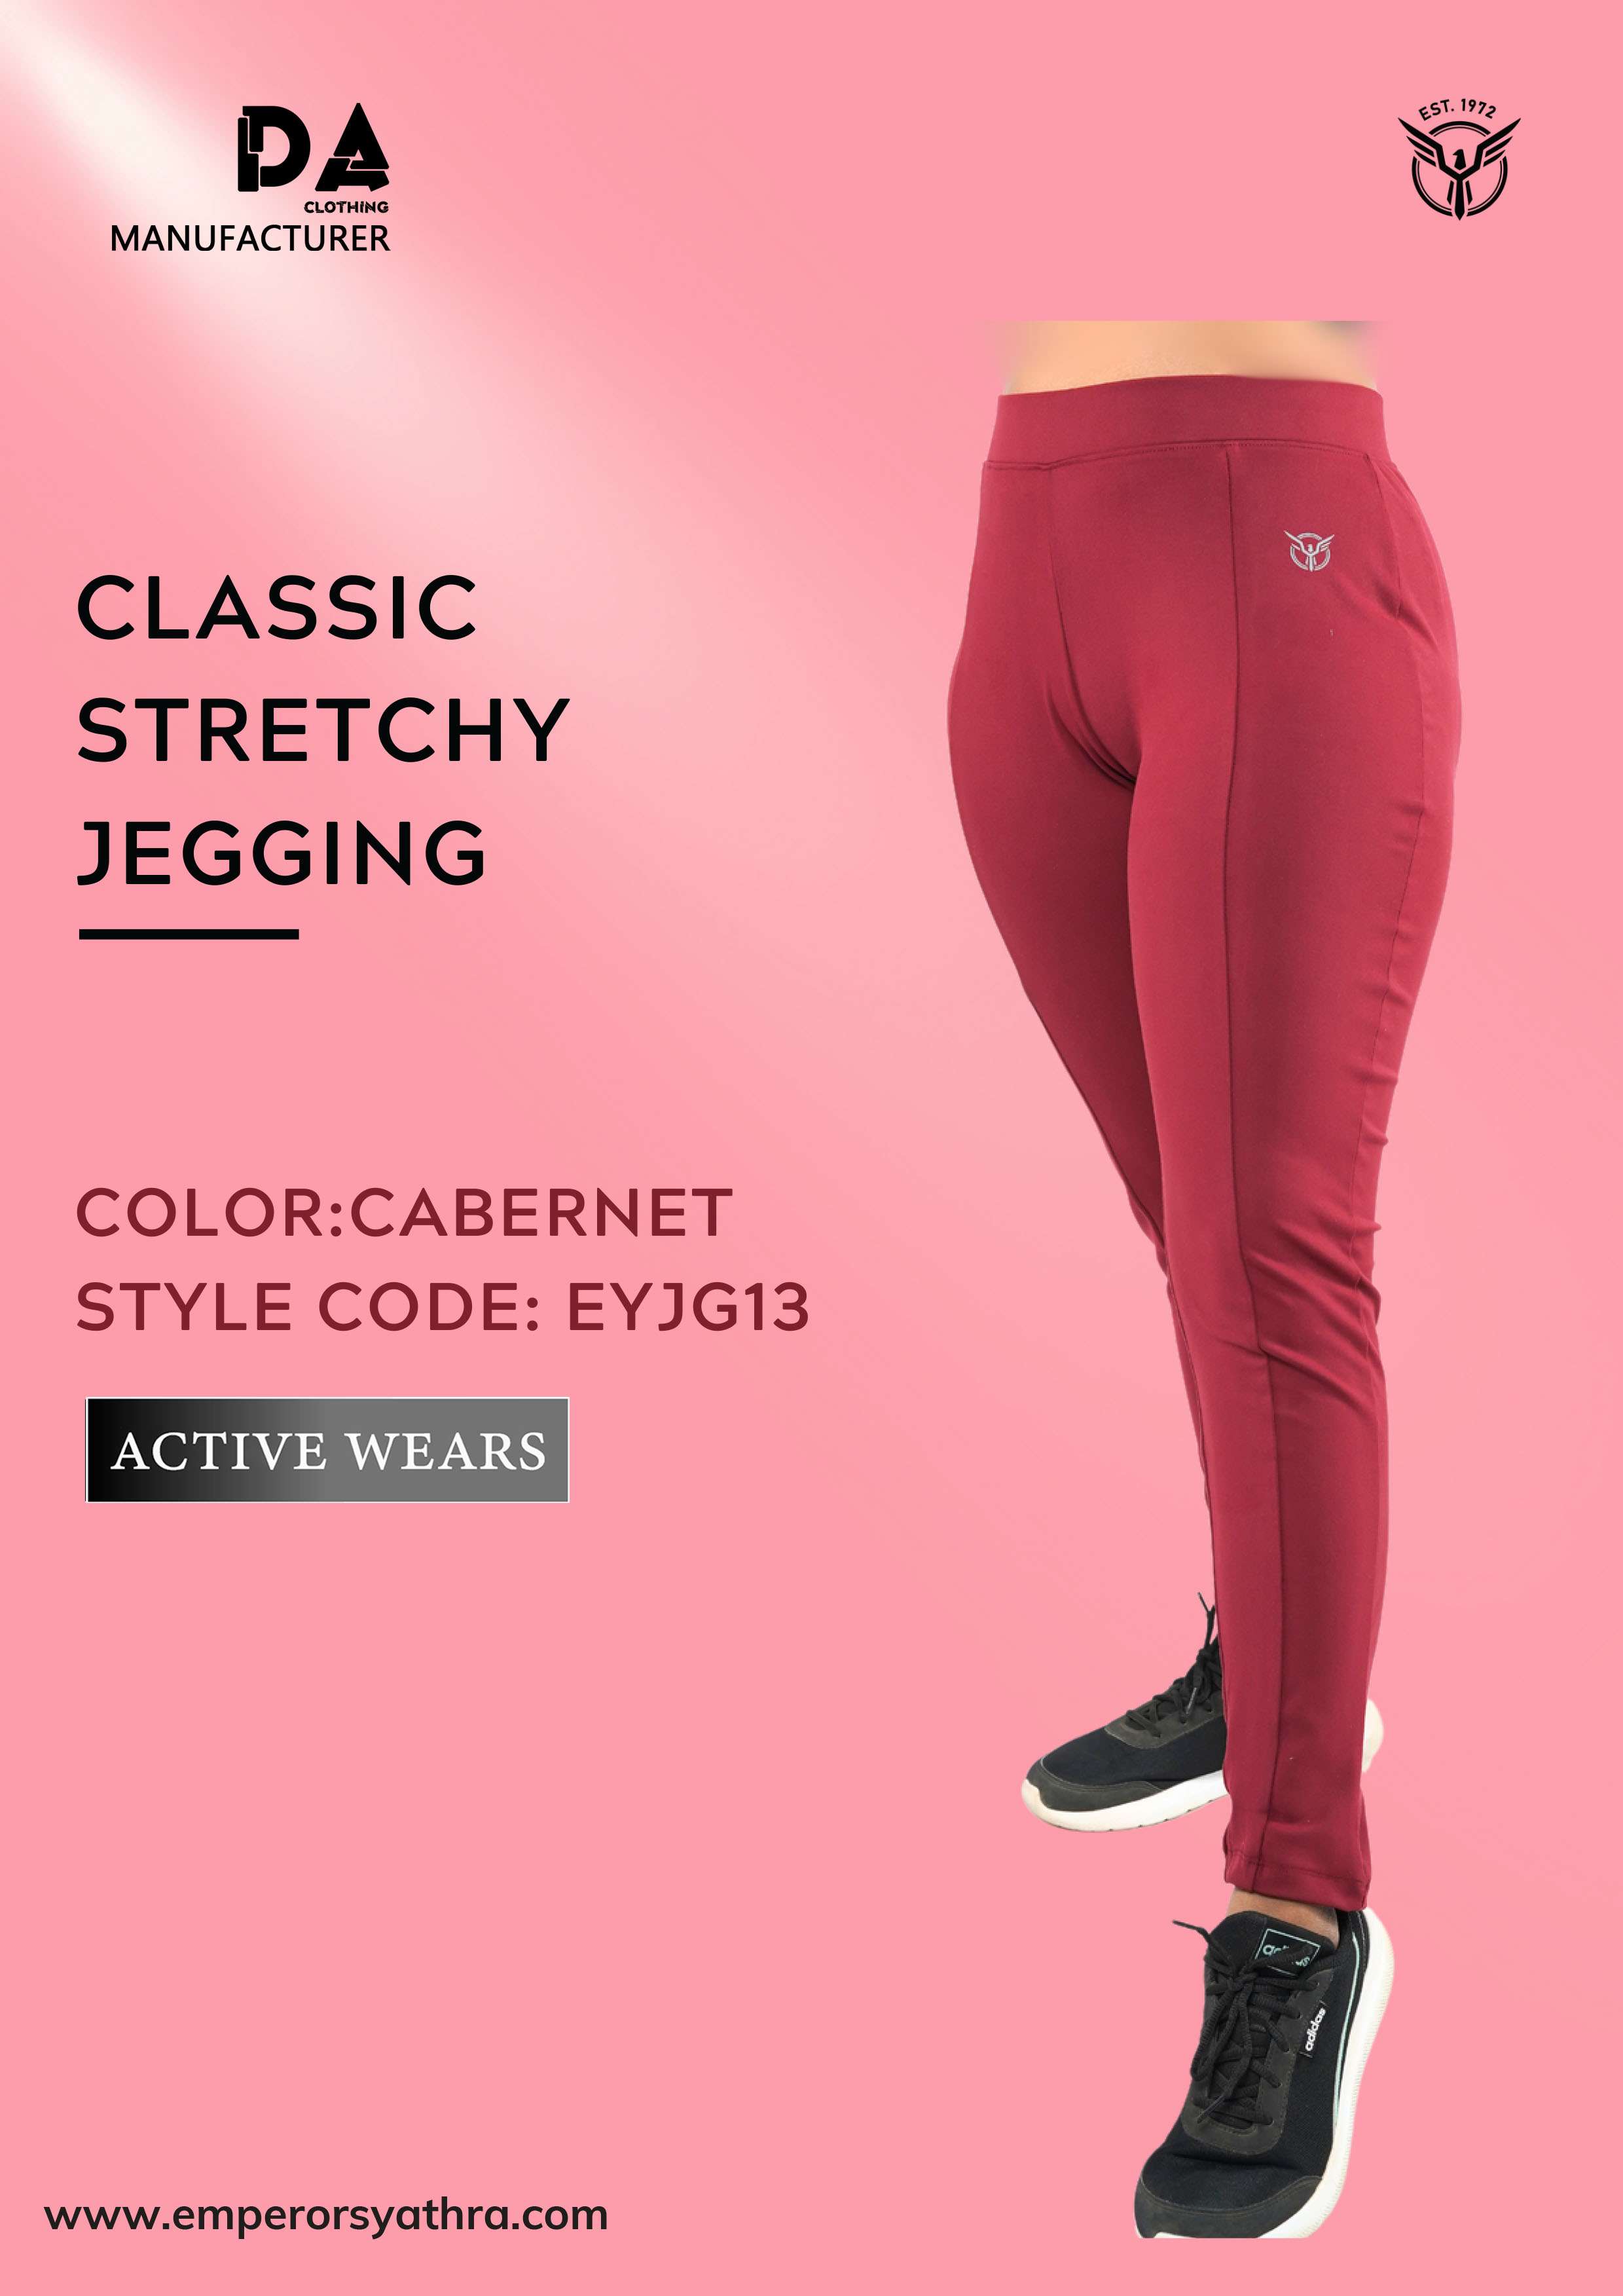 DA
CLOTHING
MANUFACTURER
EST. 1972
CLASSIC
STRETCHY
JEGGING
COLOR:CABERNET
STYLE CODE: EYJG13
ACTIVE WEARS
adidas
www.emperorsyathra.com